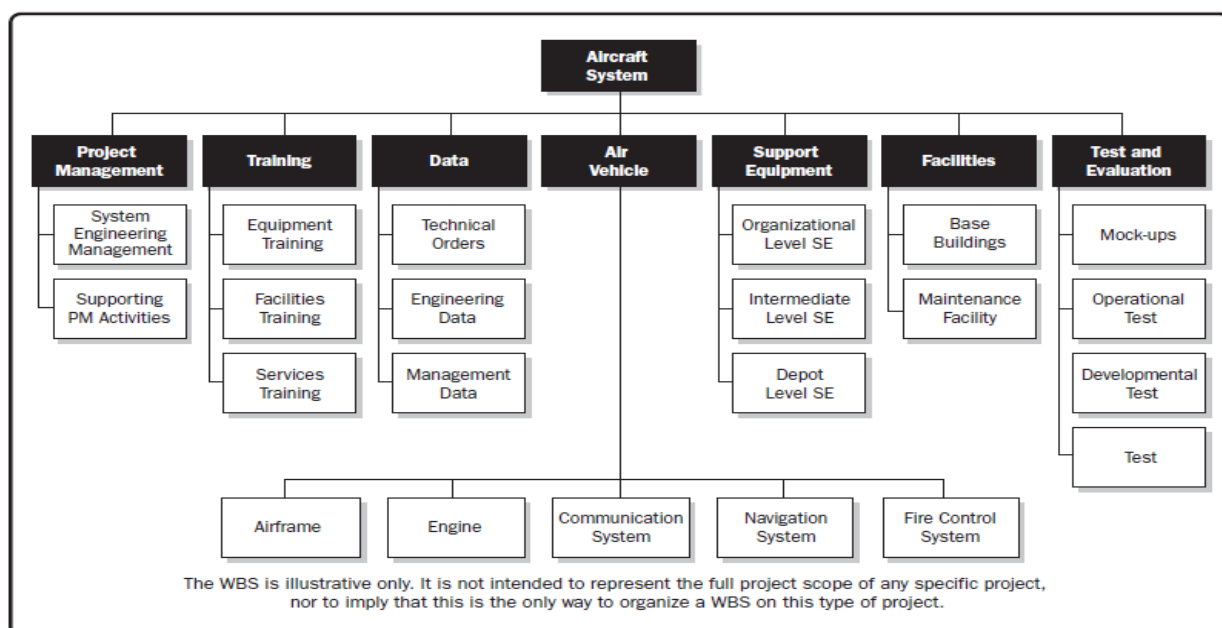 Aircraft
System
Project
Management
Training
Data
Air
Vehicle
Support
Equipment
Facilities
Test and
Evaluation
System
Engineering
Management
Equipment
Training
Technical
Orders
Organizational
Level SE
Base
Buildings
Mock-ups
Supporting
PM Activities
Facilities
Training
Engineering
Data
Intermediate
Level SE
Maintenance
Facility
Operational
Test
Services
Training
Management
Data
Depot
Level SE
Developmental
Test
Test
Airframe
Engine
Communication
System
Navigation
System
Fire Control
System
The WBS is illustrative only. It is not intended to represent the full project scope of any specific project,
nor to imply that this is the only way to organize a WBS on this type of project.